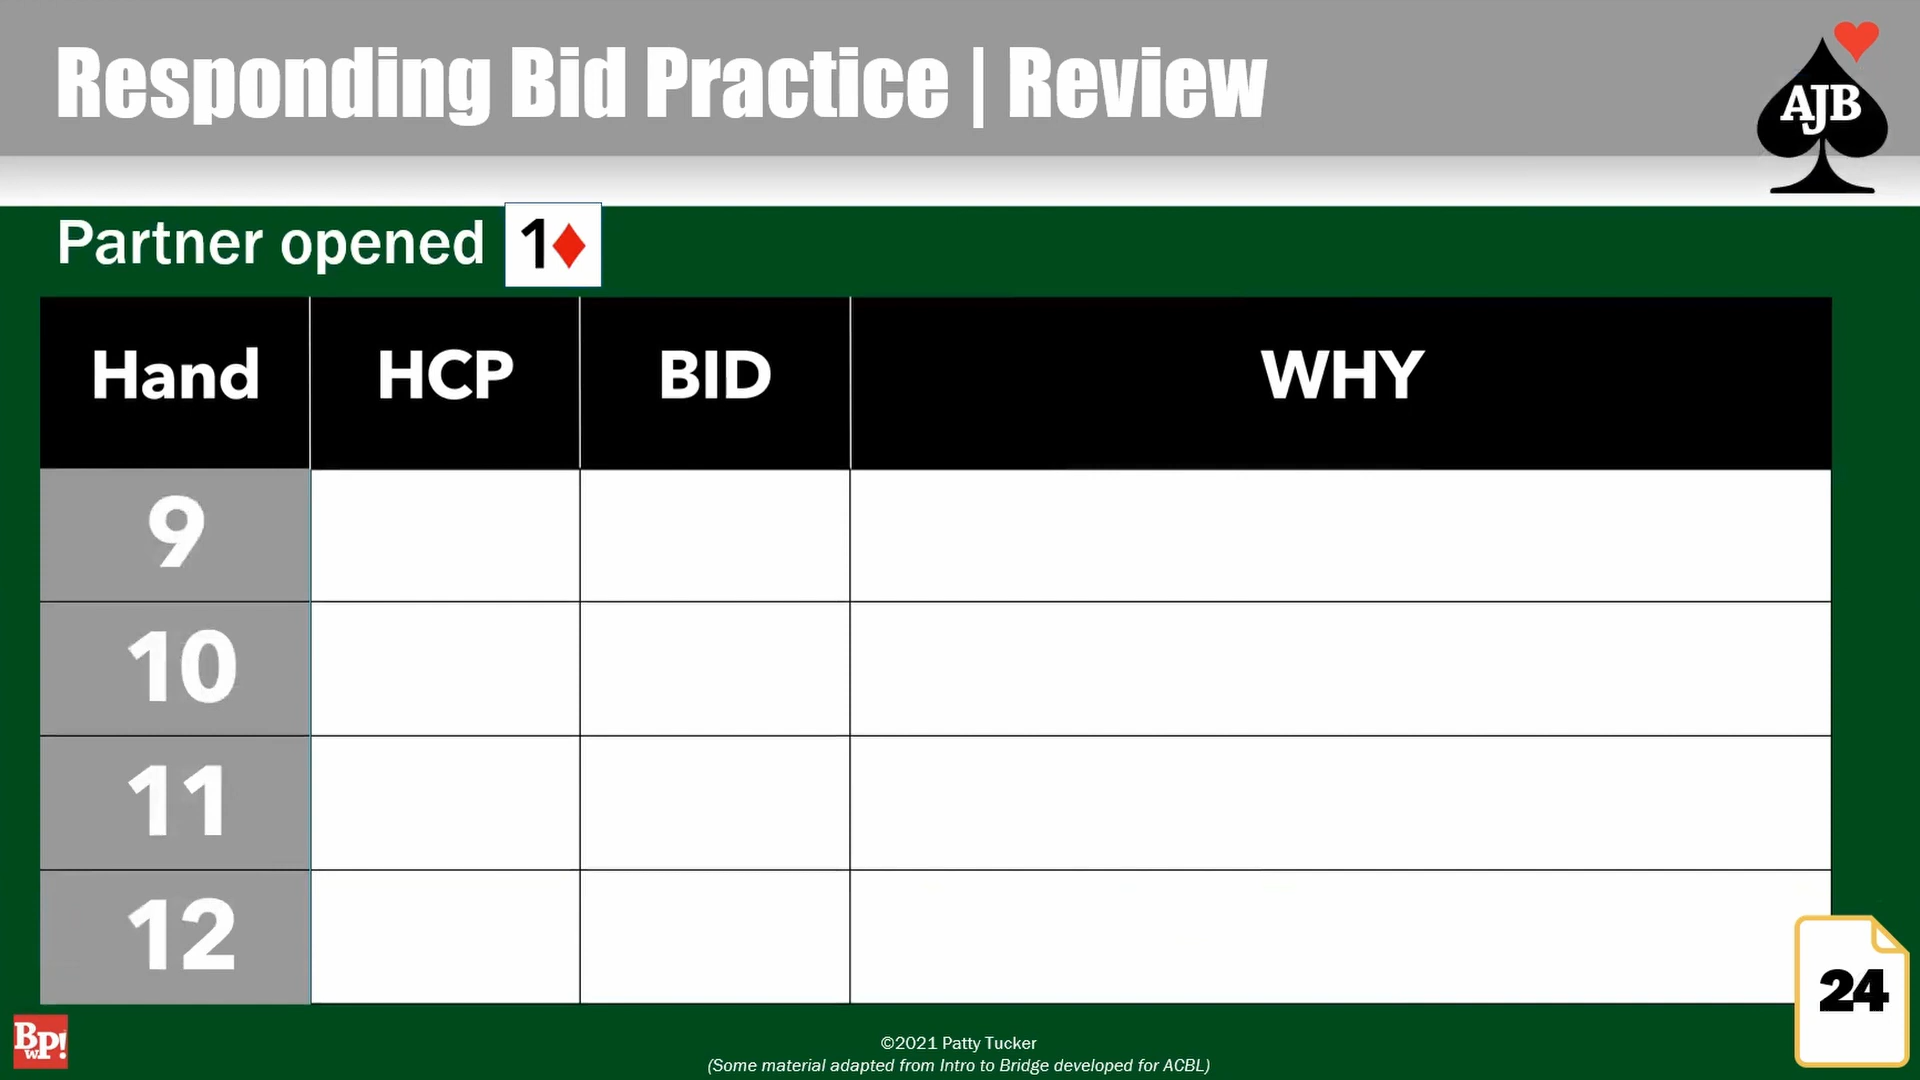 Responding Bid Practice | Review
AJB
Partner opened 1♦
Hand HCP BID WHY
9
10
11
12
24
BwP!
©2021 Patty Tucker
(Some material adapted from Intro to Bridge developed for ACBL)